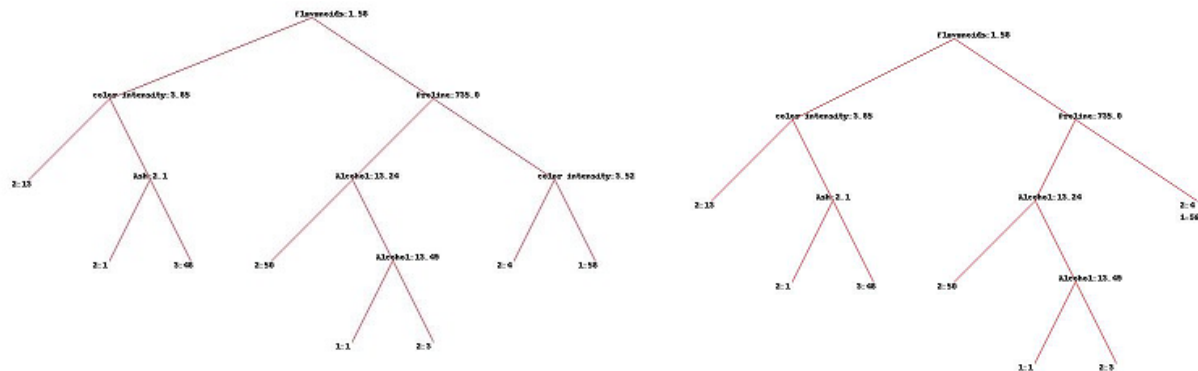 flavanoids:1.58
color intensity:3.85
Proline:735.0
2:13
Ash:2.1
Alcohol:13.24
color intensity:3.52
2:1
3:48
2:50
Alcohol:13.49
2:4
1:58
1:1
2:3
flavanoids:1.58
color intensity:3.85
Proline:735.0
2:13
Ash:2.1
Alcohol:13.24
2:4
1:58
2:1
3:48
2:50
Alcohol:13.49
1:1
2:3